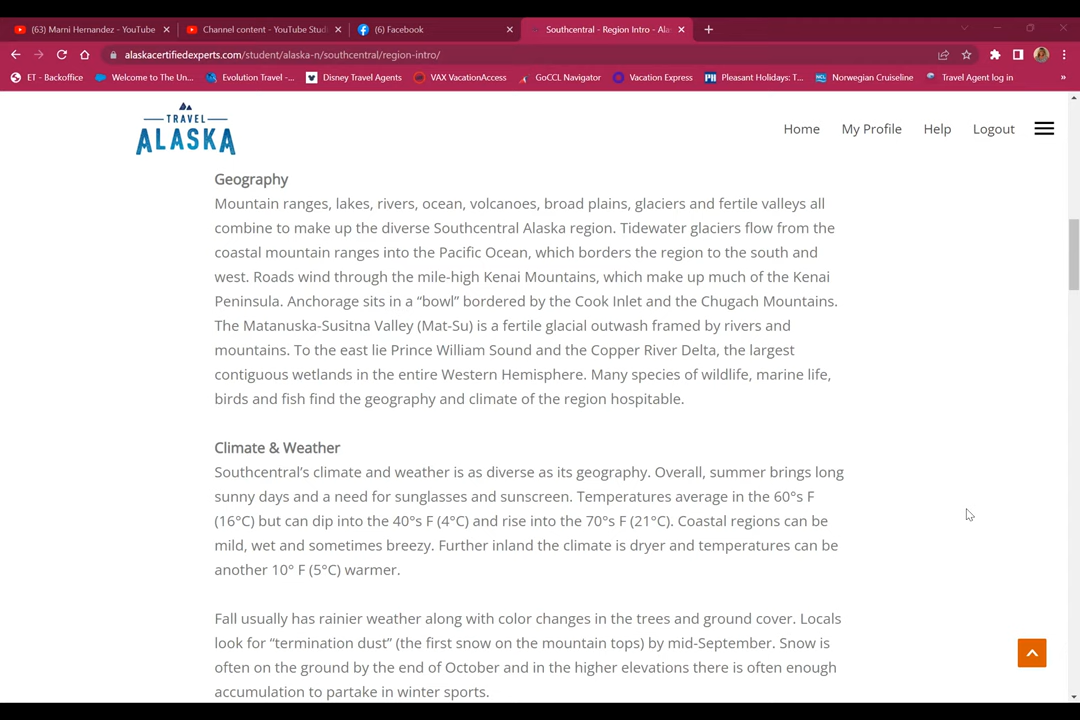 (63) Marni Hernandez - YouTube
Channel content - YouTube Studi
(6) Facebook
Southcentral - Region Intro - Ala
alaskacertifiedexperts.com/student/alaska-n/southcentral/region-intro/
ET - Backoffice
Welcome to The Un...
Evolution Travel -...
Disney Travel Agents
VAX VacationAccess
GoCCL Navigator
Vacation Express
Pleasant Holidays: T...
Norwegian Cruiseline
Travel Agent log in
»
TRAVEL
ALASKA
Home
My Profile
Help
Logout
Geography
Mountain ranges, lakes, rivers, ocean, volcanoes, broad plains, glaciers and fertile valleys all
combine to make up the diverse Southcentral Alaska region. Tidewater glaciers flow from the
coastal mountain ranges into the Pacific Ocean, which borders the region to the south and
west. Roads wind through the mile-high Kenai Mountains, which make up much of the Kenai
Peninsula. Anchorage sits in a “bowl” bordered by the Cook Inlet and the Chugach Mountains.
The Matanuska-Susitna Valley (Mat-Su) is a fertile glacial outwash framed by rivers and
mountains. To the east lie Prince William Sound and the Copper River Delta, the largest
contiguous wetlands in the entire Western Hemisphere. Many species of wildlife, marine life,
birds and fish find the geography and climate of the region hospitable.
Climate & Weather
Southcentral’s climate and weather is as diverse as its geography. Overall, summer brings long
sunny days and a need for sunglasses and sunscreen. Temperatures average in the 60°s F
(16°C) but can dip into the 40°s F (4°C) and rise into the 70°s F (21°C). Coastal regions can be
mild, wet and sometimes breezy. Further inland the climate is dryer and temperatures can be
another 10° F (5°C) warmer.
Fall usually has rainier weather along with color changes in the trees and ground cover. Locals
look for “termination dust” (the first snow on the mountain tops) by mid-September. Snow is
often on the ground by the end of October and in the higher elevations there is often enough
accumulation to partake in winter sports.